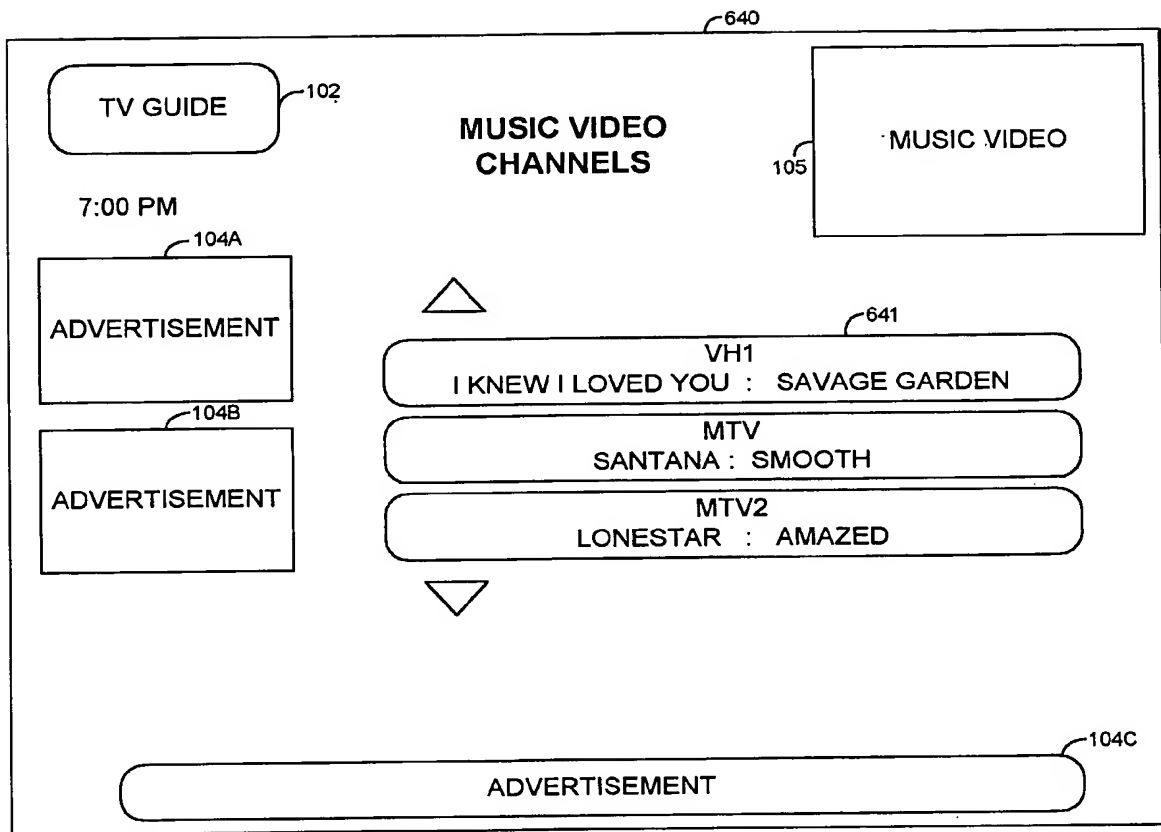 640
TV GUIDE
102
MUSIC VIDEO
CHANNELS
105
MUSIC VIDEO
7:00 PM
104A
ADVERTISEMENT
641
VH1
I KNEW I LOVED YOU : SAVAGE GARDEN
104B
ADVERTISEMENT
MTV
SANTANA : SMOOTH
MTV2
LONESTAR : AMAZED
104C
ADVERTISEMENT